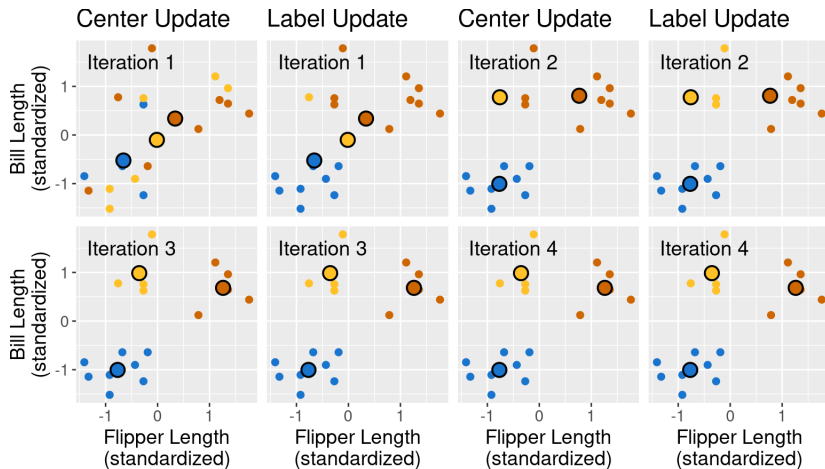 Center Update
Label Update
Center Update
Label Update
Iteration 1
Iteration 1
Iteration 2
Iteration 2
Bill Length
(standardized)
1
0
-1
Iteration 3
Iteration 3
Iteration 4
Iteration 4
Bill Length
(standardized)
1
0
-1
-1 0 1
-1 0 1
-1 0 1
-1 0 1
Flipper Length
(standardized)
Flipper Length
(standardized)
Flipper Length
(standardized)
Flipper Length
(standardized)